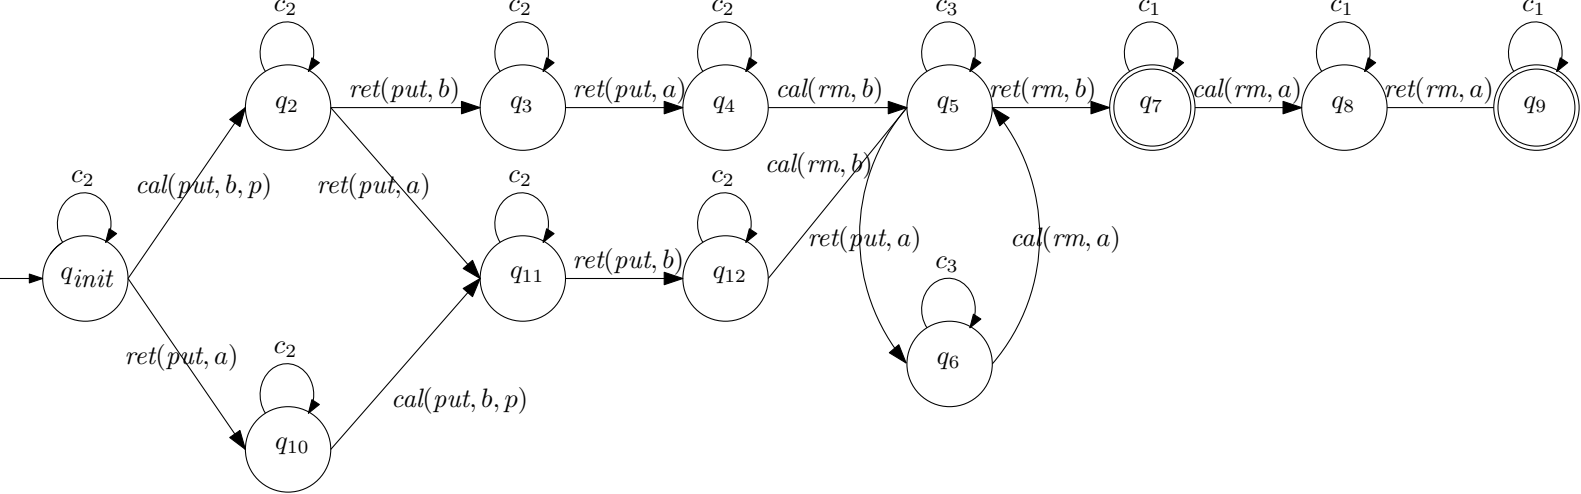 c2 c2 c2 c3 c1 c1 c1
q2 ret(put, b) q3 ret(put, a) q4 cal(rm, b) q5 ret(rm, b) q7 cal(rm, a) q8 ret(rm, a) q9
cal(rm, b)
c2 cal(put, b, p) ret(put, a) c2 c2
ret(put, a) cal(rm, a)
qinit q11 ret(put, b) q12 c3
ret(put, a) c2 q6
cal(put, b, p)
q10